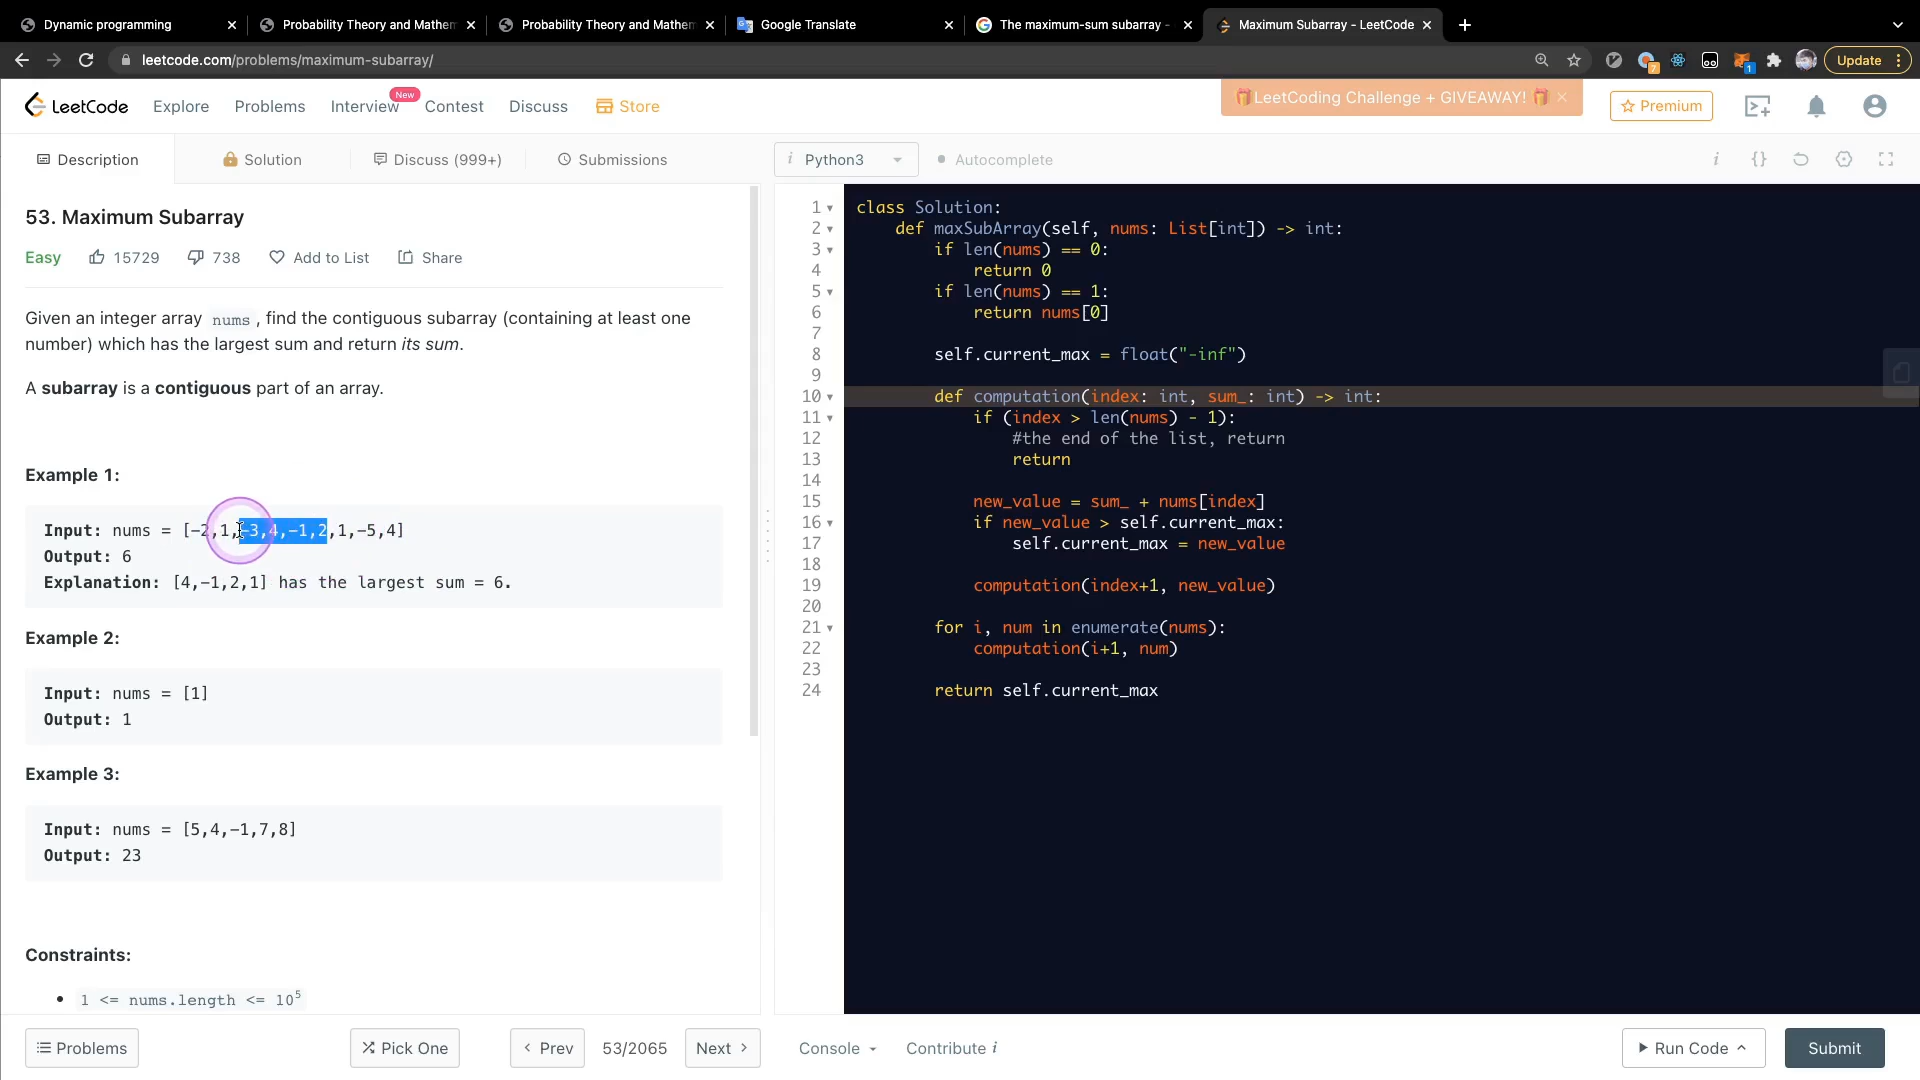 Dynamic programming
Probability Theory and Mathem
Probability Theory and Mathem
Google Translate
The maximum-sum subarray -
Maximum Subarray - LeetCode
leetcode.com/problems/maximum-subarray/
7
1
Update
LeetCode
Explore
Problems
Interview
New
Contest
Discuss
Store
🎁LeetCoding Challenge + GIVEAWAY! 🎁
Premium
Description
Solution
Discuss (999+)
Submissions
i
Python3
Autocomplete
i
{}
53. Maximum Subarray
Easy
15729
738
Add to List
Share
Given an integer array nums , find the contiguous subarray (containing at least one
number) which has the largest sum and return its sum.
A subarray is a contiguous part of an array.
Example 1:
Input: nums = [-2,1,-3,4,-1,2,1,-5,4]
Output: 6
Explanation: [4,-1,2,1] has the largest sum = 6.
Example 2:
Input: nums = [1]
Output: 1
Example 3:
Input: nums = [5,4,-1,7,8]
Output: 23
Constraints:
1 <= nums.length <= 10⁵
1 class Solution:
2 def maxSubArray(self, nums: List[int]) -> int:
3 if len(nums) == 0:
4 return 0
5 if len(nums) == 1:
6 return nums[0]
7
8 self.current_max = float("-inf")
9
10 def computation(index: int, sum_: int) -> int:
11 if (index > len(nums) - 1):
12 #the end of the list, return
13 return
14
15 new_value = sum_ + nums[index]
16 if new_value > self.current_max:
17 self.current_max = new_value
18
19 computation(index+1, new_value)
20
21 for i, num in enumerate(nums):
22 computation(i+1, num)
23
24 return self.current_max
Problems
Pick One
Prev
53/2065
Next
Console
Contribute i
Run Code
Submit